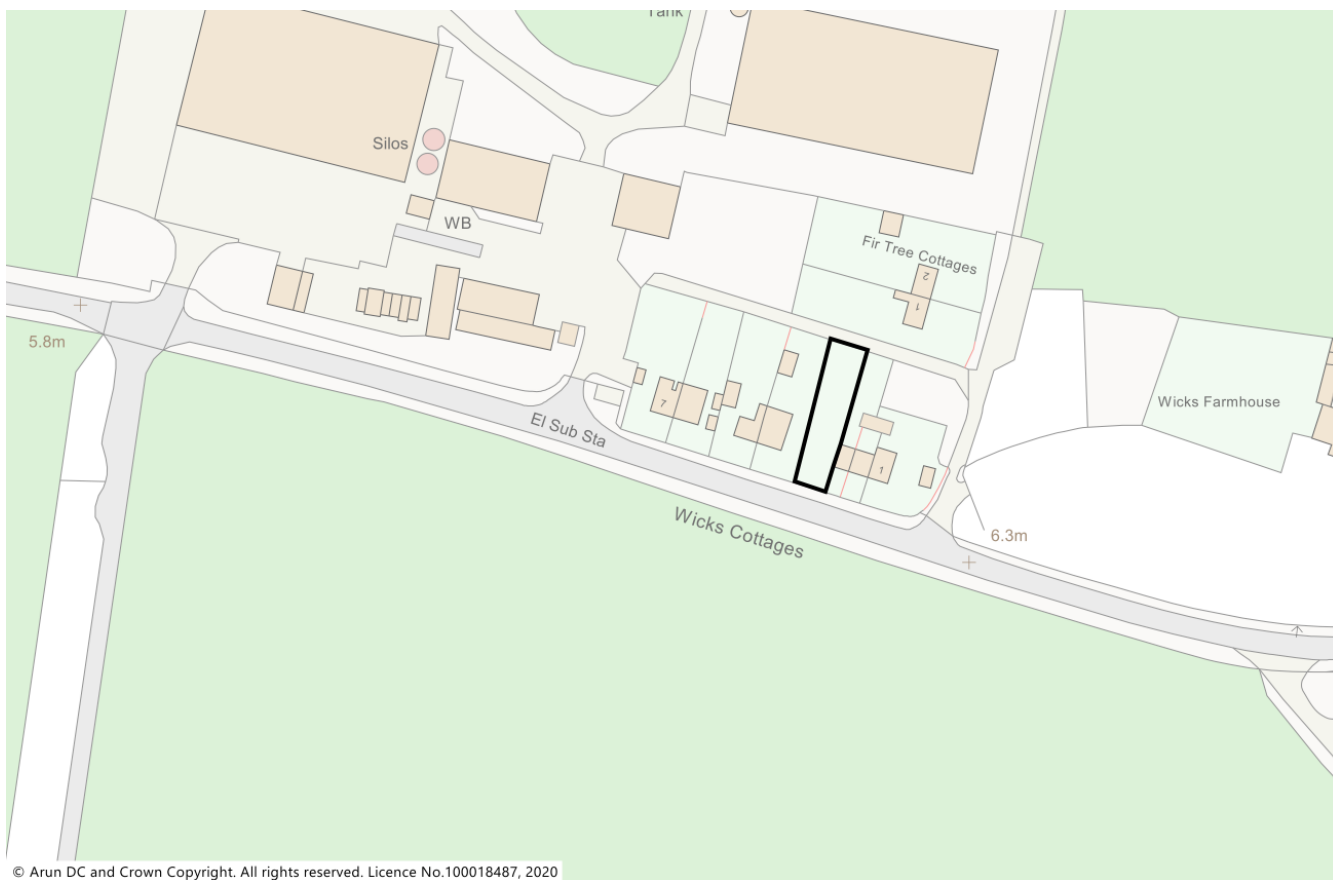 Tank
Silos
WB
Fir Tree Cottages
2
1
5.8m
7
Wicks Farmhouse
El Sub Sta
1
Wicks Cottages
6.3m
© Arun DC and Crown Copyright. All rights reserved. Licence No.100018487, 2020